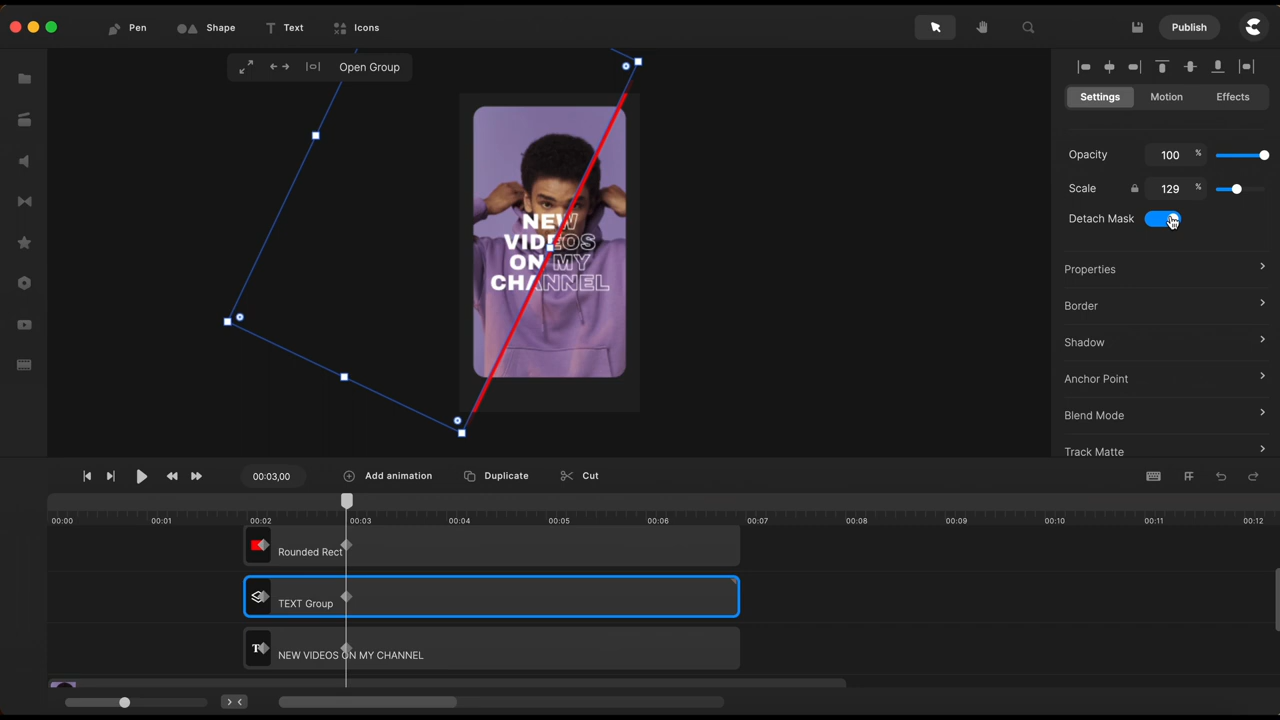 Pen Shape Text Icons Publish
Open Group
Settings Motion Effects
Opacity 100 %
Scale 129 %
Detach Mask
Properties
Border
Shadow
Anchor Point
Blend Mode
Track Matte
NEW
VIDEOS
ON MY
CHANNEL
00:03,00 Add animation Duplicate Cut
00:00 00:01 00:02 00:03 00:04 00:05 00:06 00:07 00:08 00:09 00:10 00:11 00:12
Rounded Rect
TEXT Group
T NEW VIDEOS ON MY CHANNEL